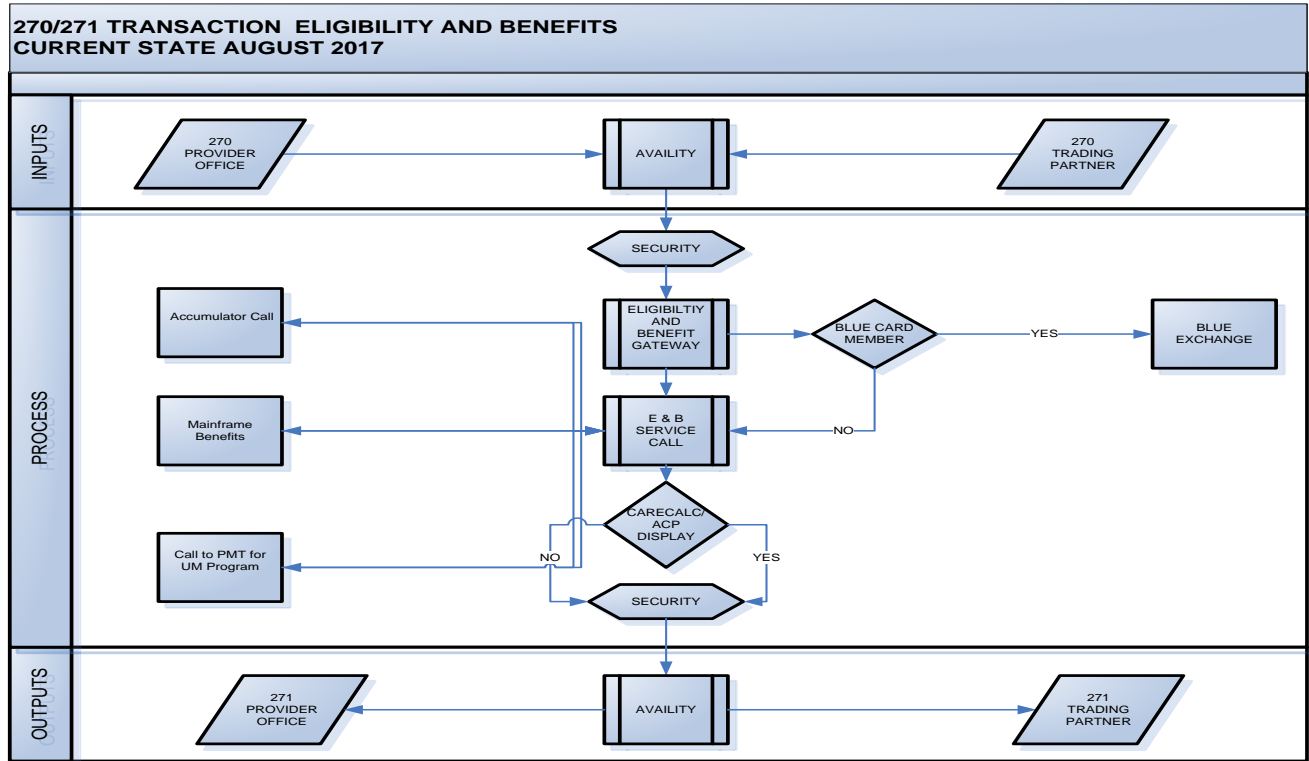 270/271 TRANSACTION ELIGIBILITY AND BENEFITS
CURRENT STATE AUGUST 2017
INPUTS
270
PROVIDER
OFFICE
AVAILITY
270
TRADING
PARTNER
PROCESS
SECURITY
Accumulator Call
ELIGIBILTIY
AND
BENEFIT
GATEWAY
BLUE CARD
MEMBER
YES
BLUE
EXCHANGE
Mainframe
Benefits
E & B
SERVICE
CALL
NO
CARECALC/
ACP
DISPLAY
Call to PMT for
UM Program
NO
YES
SECURITY
OUTPUTS
271
PROVIDER
OFFICE
AVAILITY
271
TRADING
PARTNER